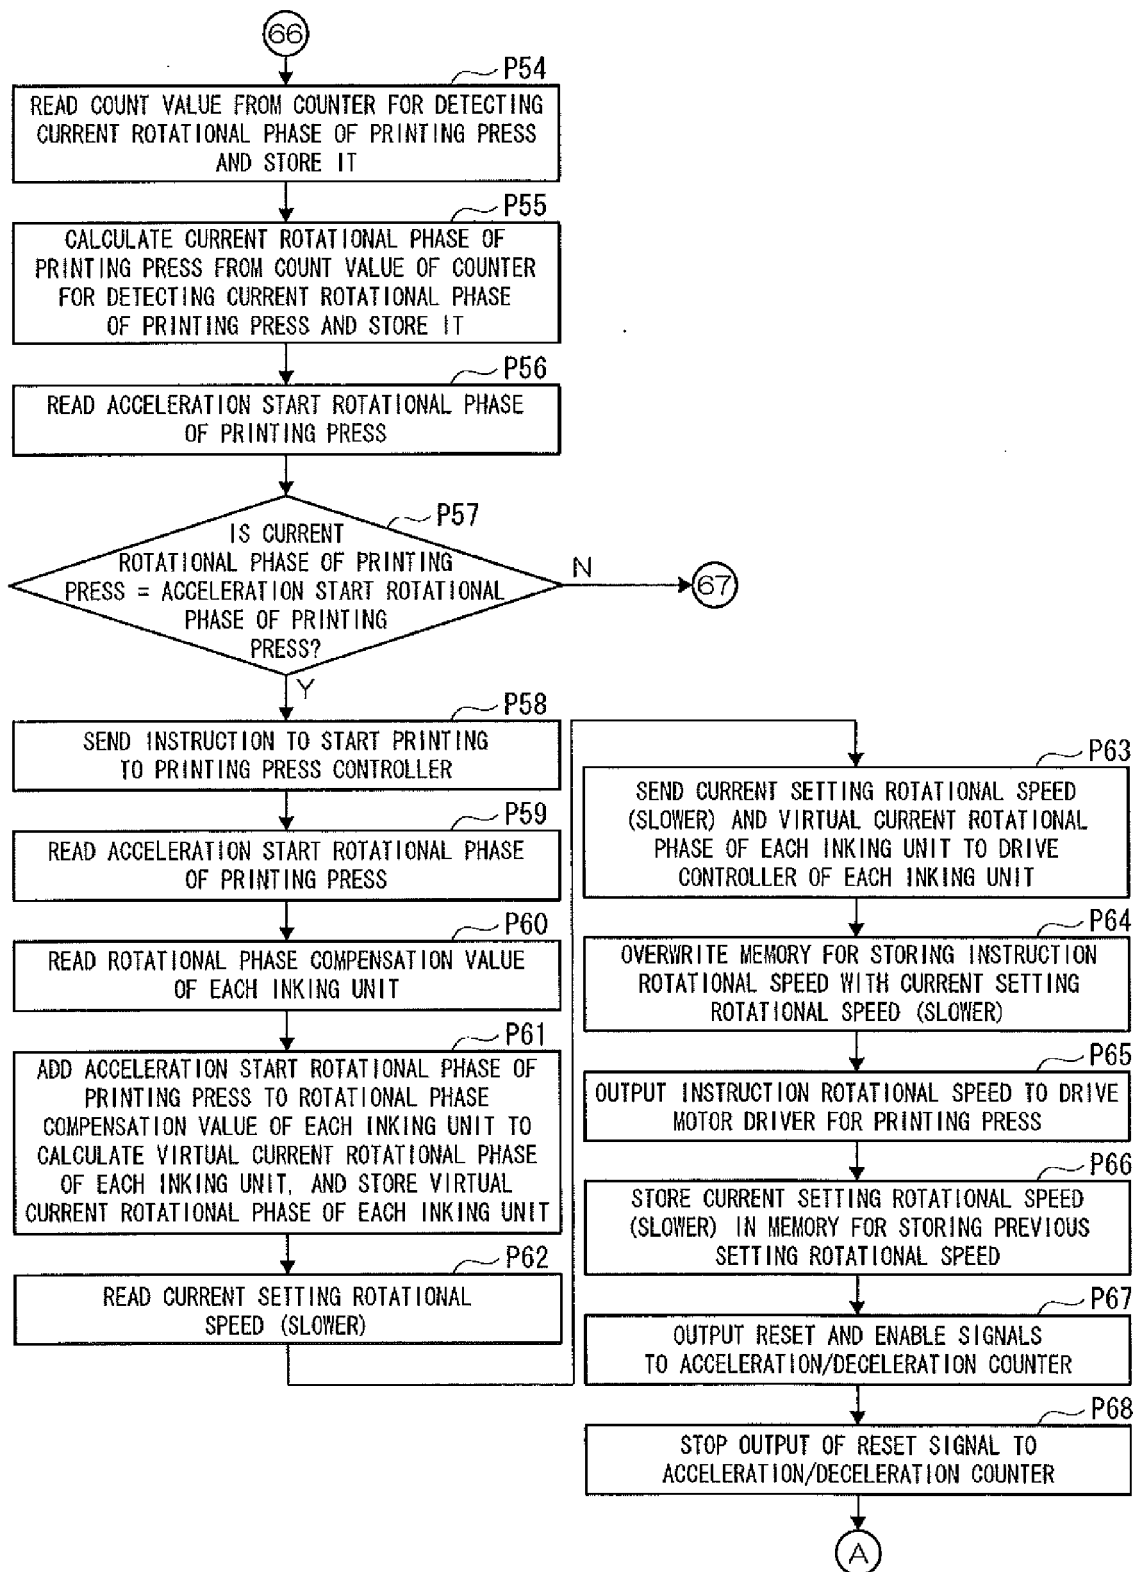 66
P54
READ COUNT VALUE FROM COUNTER FOR DETECTING
CURRENT ROTATIONAL PHASE OF PRINTING PRESS
AND STORE IT
P55
CALCULATE CURRENT ROTATIONAL PHASE OF
PRINTING PRESS FROM COUNT VALUE OF COUNTER
FOR DETECTING CURRENT ROTATIONAL PHASE
OF PRINTING PRESS AND STORE IT
P56
READ ACCELERATION START ROTATIONAL PHASE
OF PRINTING PRESS
P57
IS CURRENT
ROTATIONAL PHASE OF PRINTING
PRESS = ACCELERATION START ROTATIONAL
PHASE OF PRINTING
PRESS?
N
67
Y
P58
SEND INSTRUCTION TO START PRINTING
TO PRINTING PRESS CONTROLLER
P59
READ ACCELERATION START ROTATIONAL PHASE
OF PRINTING PRESS
P60
READ ROTATIONAL PHASE COMPENSATION VALUE
OF EACH INKING UNIT
P61
ADD ACCELERATION START ROTATIONAL PHASE OF
PRINTING PRESS TO ROTATIONAL PHASE
COMPENSATION VALUE OF EACH INKING UNIT TO
CALCULATE VIRTUAL CURRENT ROTATIONAL PHASE
OF EACH INKING UNIT, AND STORE VIRTUAL
CURRENT ROTATIONAL PHASE OF EACH INKING UNIT
P62
READ CURRENT SETTING ROTATIONAL
SPEED (SLOWER)
P63
SEND CURRENT SETTING ROTATIONAL SPEED
(SLOWER) AND VIRTUAL CURRENT ROTATIONAL
PHASE OF EACH INKING UNIT TO DRIVE
CONTROLLER OF EACH INKING UNIT
P64
OVERWRITE MEMORY FOR STORING INSTRUCTION
ROTATIONAL SPEED WITH CURRENT SETTING
ROTATIONAL SPEED (SLOWER)
P65
OUTPUT INSTRUCTION ROTATIONAL SPEED TO DRIVE
MOTOR DRIVER FOR PRINTING PRESS
P66
STORE CURRENT SETTING ROTATIONAL SPEED
(SLOWER) IN MEMORY FOR STORING PREVIOUS
SETTING ROTATIONAL SPEED
P67
OUTPUT RESET AND ENABLE SIGNALS
TO ACCELERATION/DECELERATION COUNTER
P68
STOP OUTPUT OF RESET SIGNAL TO
ACCELERATION/DECELERATION COUNTER
A